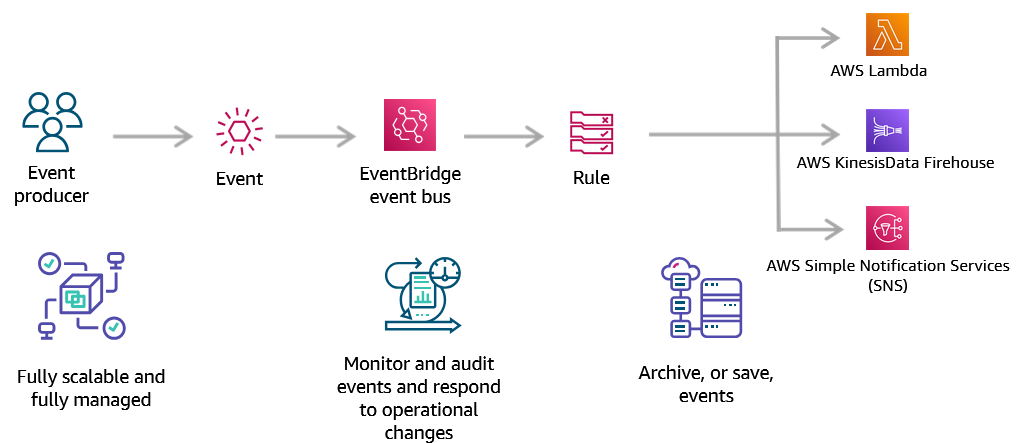 AWS Lambda
Event
producer
Event
EventBridge
event bus
Rule
AWS KinesisData Firehouse
AWS Simple Notification Services
(SNS)
Fully scalable and
fully managed
Monitor and audit
events and respond
to operational
changes
Archive, or save,
events